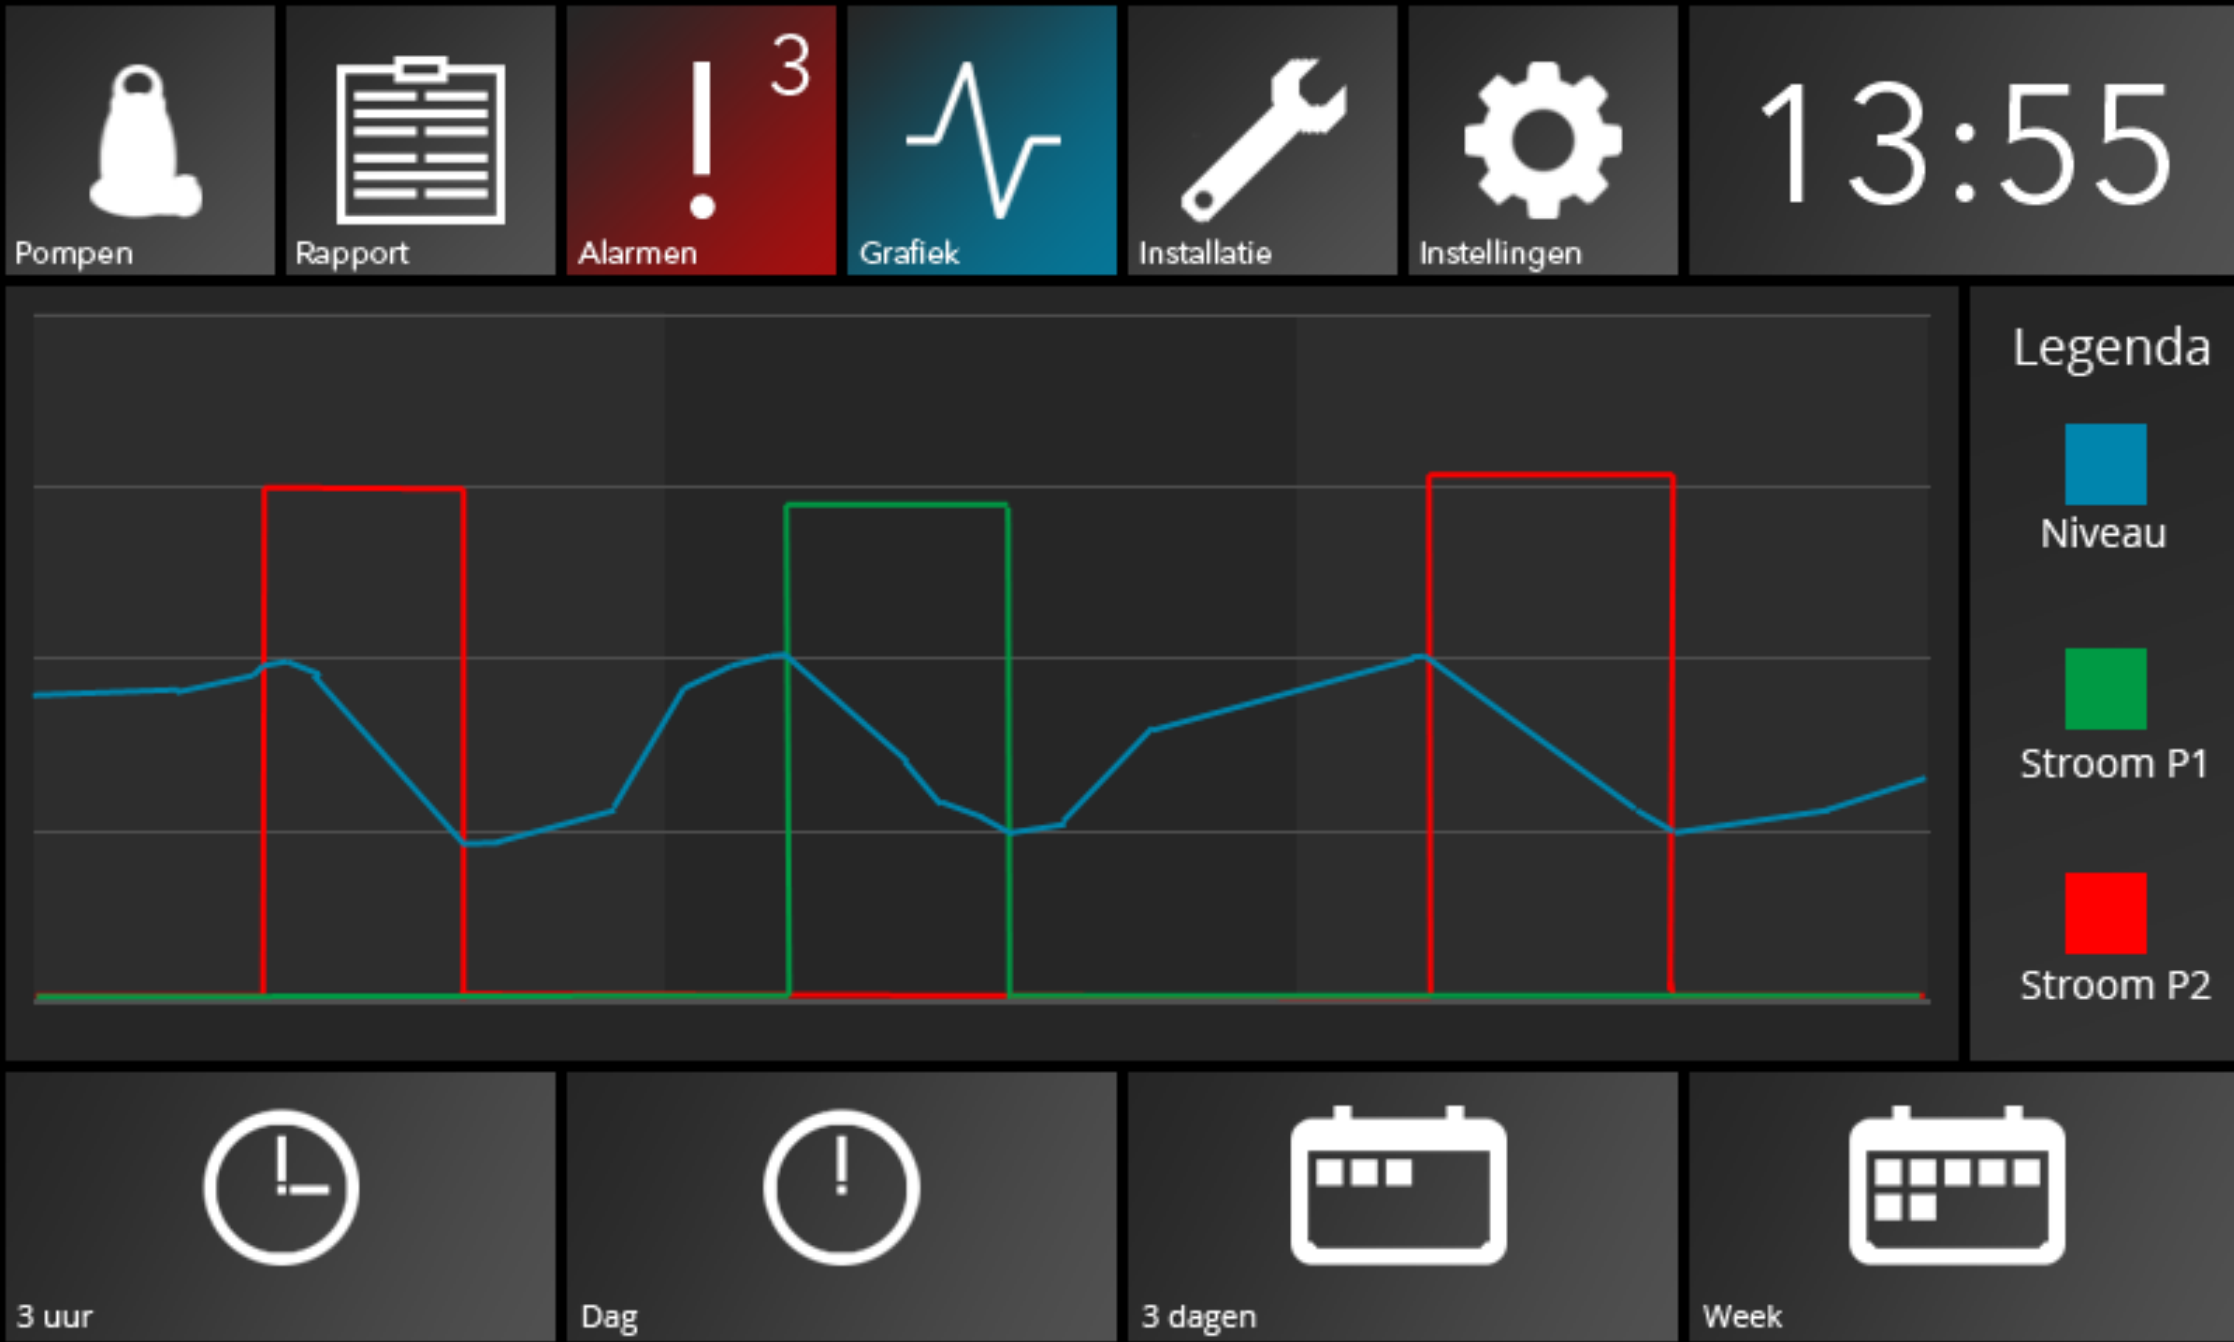 3
13:55
Pompen
Rapport
Alarmen
Grafiek
Installatie
Instellingen
Legenda
Niveau
Stroom P1
Stroom P2
3 uur
Dag
3 dagen
Week